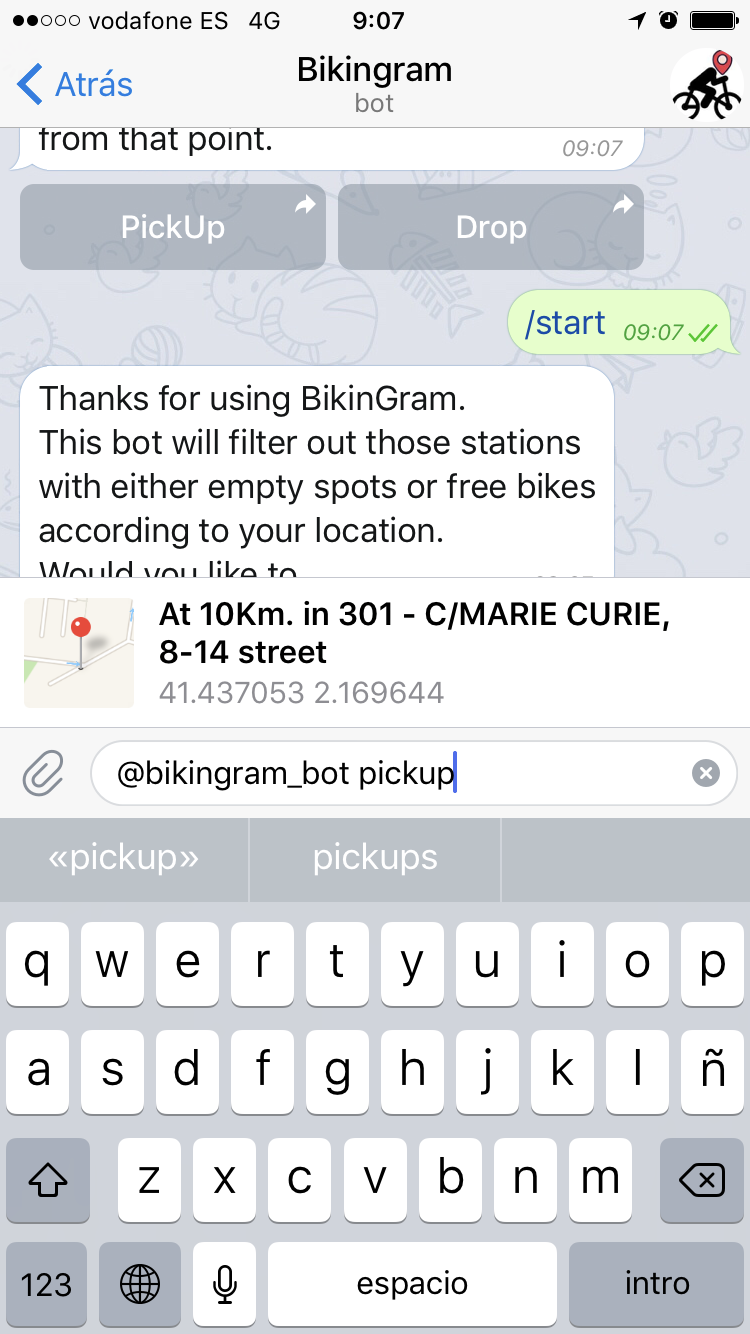 vodafone ES 4G 9:07
Atrás
Bikingram
bot
from that point.
09:07
PickUp
Drop
/start 09:07
Thanks for using BikinGram.
This bot will filter out those stations
with either empty spots or free bikes
according to your location.
Would you like to
At 10Km. in 301 - C/MARIE CURIE,
8-14 street
41.437053 2.169644
@bikingram_bot pickup
«pickup» pickups
q w e r t y u i o p
a s d f g h j k l ñ
z x c v b n m
123 espacio intro